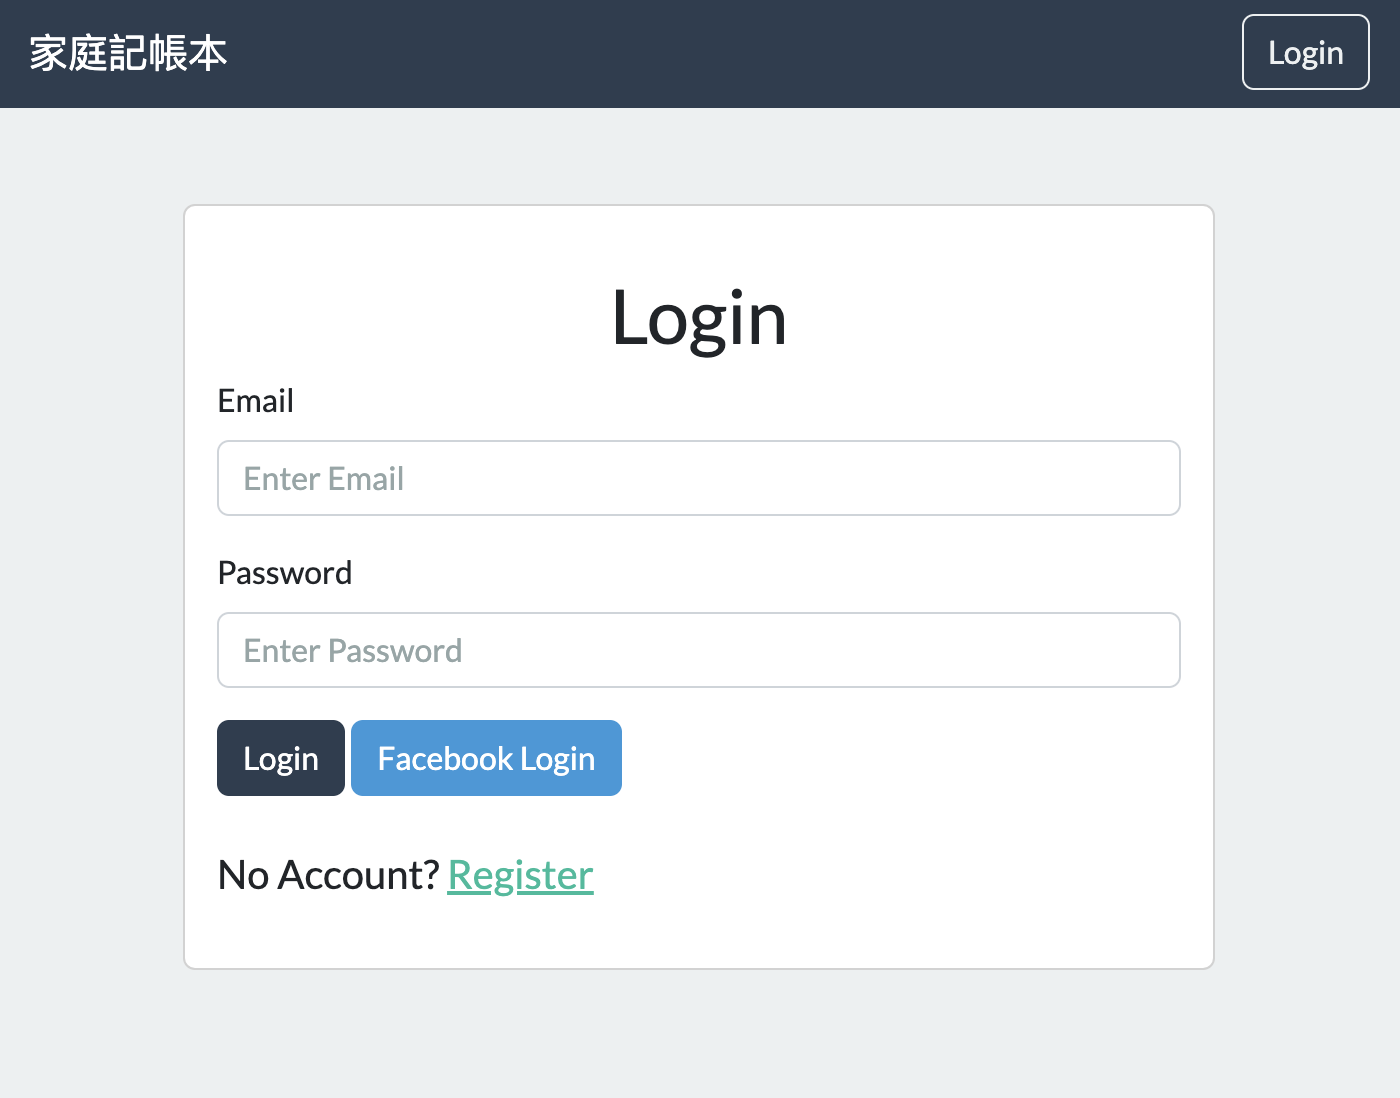 家庭記帳本
Login
Login
Email
Enter Email
Password
Enter Password
Login
Facebook Login
No Account? Register